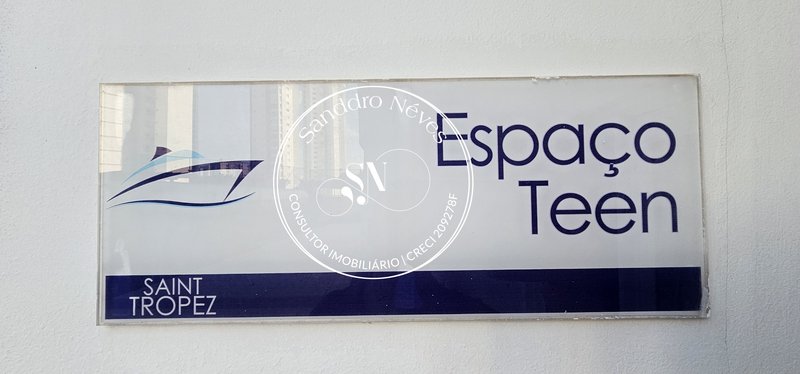 Espaço
Teen
SAINT
TROPEZ
Sanddro Néves
SN
CONSULTOR IMOBILIÁRIO | CRECI 209278F